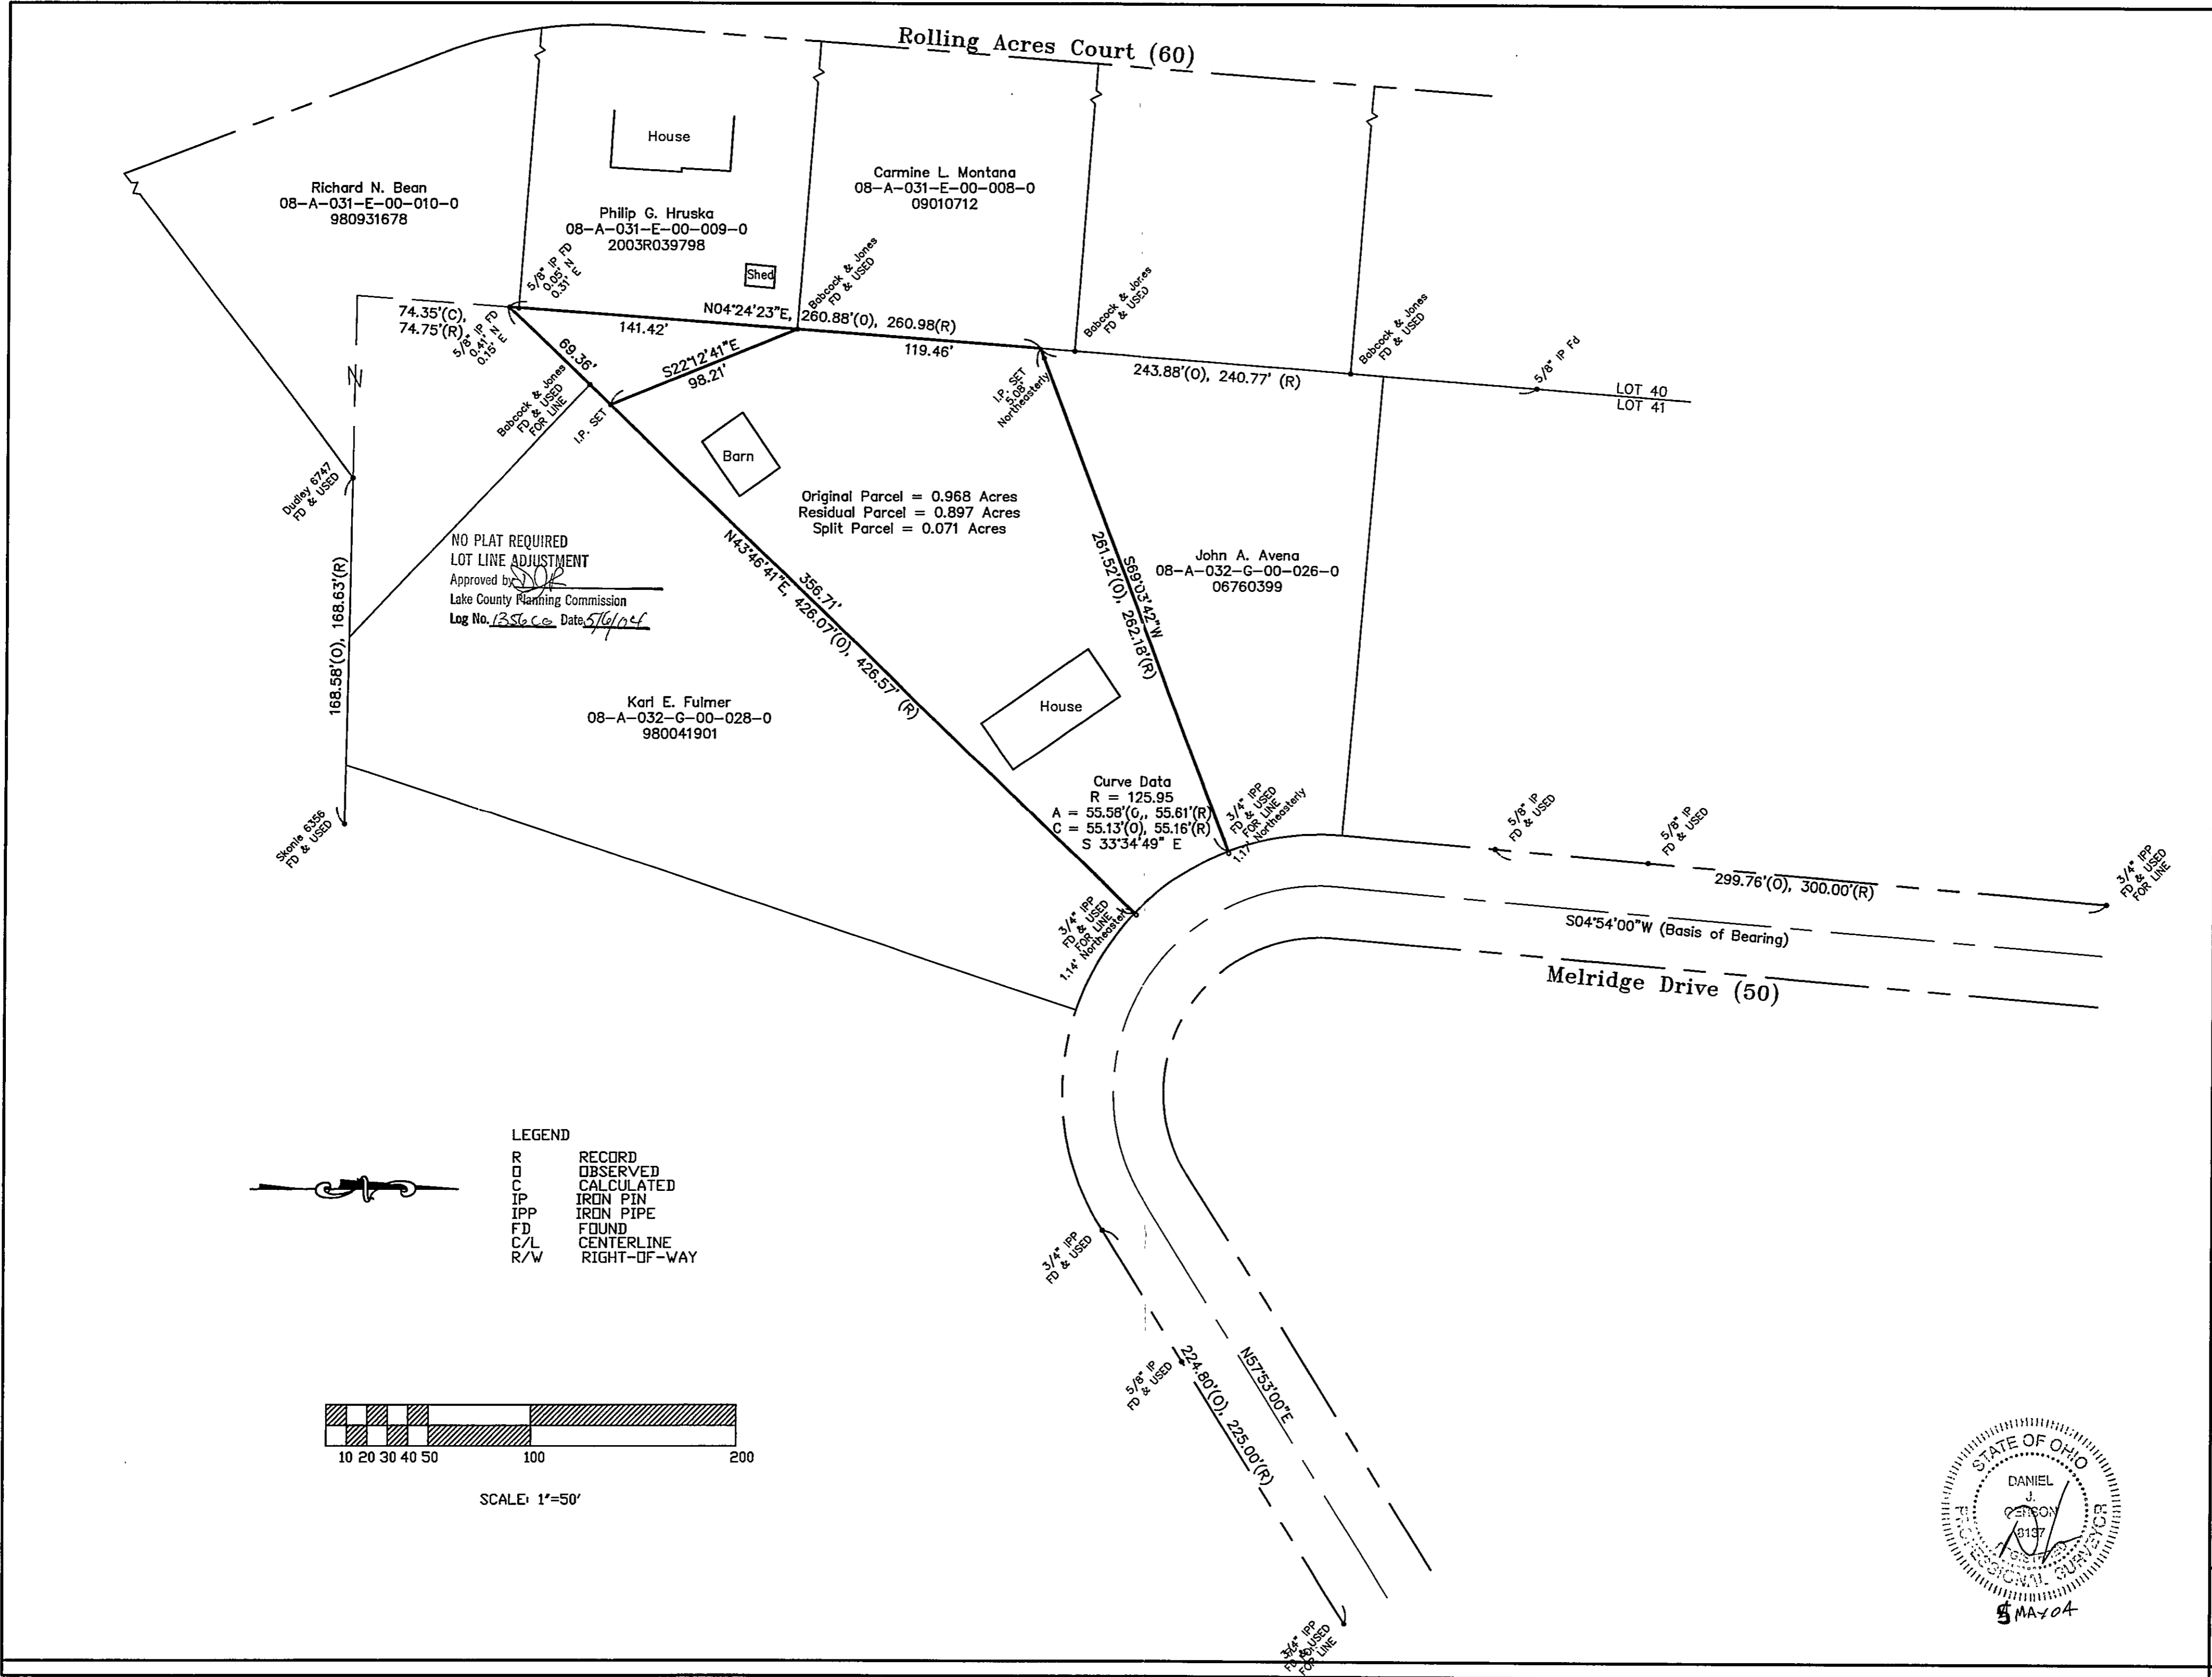 Rolling Acres Court (60)
House
Richard N. Bean
08-A-031-E-00-010-0
980931678
Philip G. Hruska
08-A-031-E-00-009-0
2003R039798
Carmine L. Montana
08-A-031-E-00-008-0
09010712
Shed
5/8" IP FD
0.05' N
0.31' E
Babcock & Jones
FD & USED
Babcock & Jones
FD & USED
Babcock & Jones
FD & USED
5/8" IP Fd
74.35'(C),
74.75'(R)
5/8" IP FD
0.41' N
0.15' E
N04°24'23"E, 260.88'(O), 260.98(R)
141.42'
119.46'
69.36'
S22°12'41"E
98.21'
243.88'(O), 240.77' (R)
LOT 40
LOT 41
Babcock & Jones
FD & USED
FOR LINE
I.P. SET
I.P. SET
5.08'
Northeasterly
Barn
Dudley 6747
FD & USED
Original Parcel = 0.968 Acres
Residual Parcel = 0.897 Acres
Split Parcel = 0.071 Acres
NO PLAT REQUIRED
LOT LINE ADJUSTMENT
Approved by
Lake County Planning Commission
Log No. 1356 CO Date 5/6/04
N43°46'41"E, 426.07'(O), 426.57' (R)
356.71'
S69°03'42"W
261.52'(O), 262.18'(R)
John A. Avena
08-A-032-G-00-026-0
06760399
168.58'(O), 168.63'(R)
Karl E. Fulmer
08-A-032-G-00-028-0
980041901
House
Skonie 6356
FD & USED
Curve Data
R = 125.95
A = 55.58'(O,, 55.61'(R)
C = 55.13'(O), 55.16'(R)
S 33°34'49" E
3/4" IPP
FD & USED
FOR LINE
1.17' Northeasterly
3/4" IPP
FD & USED
FOR LINE
1.14' Northeasterly
5/8" IP
FD & USED
5/8" IP
FD & USED
3/4" IPP
FD & USED
FOR LINE
299.76'(O), 300.00'(R)
S04°54'00"W (Basis of Bearing)
Melridge Drive (50)
LEGEND
R RECORD
O OBSERVED
C CALCULATED
IP IRON PIN
IPP IRON PIPE
FD FOUND
C/L CENTERLINE
R/W RIGHT-OF-WAY
3/4" IPP
FD & USED
5/8" IP
FD & USED
224.80'(O), 225.00'(R)
N57°53'00"E
3/4" IPP
FD & USED
FOR LINE
10 20 30 40 50 100 200
SCALE: 1"=50'
STATE OF OHIO
DANIEL
J.
8137
REGISTERED
PROFESSIONAL SURVEYOR
5 MAY 04